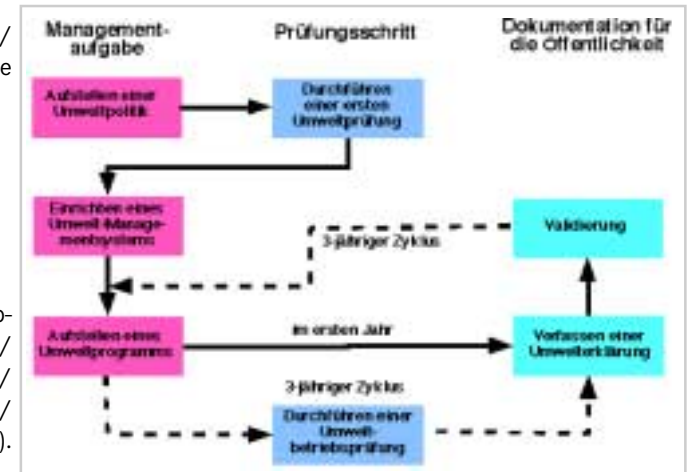 Management-
aufgabe
Prüfungsschritt
Dokumentation für
die Öffentlichkeit
Aufstellen einer
Umweltpolitik
Durchführen
einer ersten
Umweltprüfung
Einrichten eines
Umwelt-Manage-
mentsystems
Validierung
3-jähriger Zyklus
Aufstellen eines
Umweltprogramms
im ersten Jahr
Verfassen einer
Umwelterklärung
3-jähriger Zyklus
Durchführen einer
Umwelt-
betriebsprüfung
/
e
-
/
/
/
).